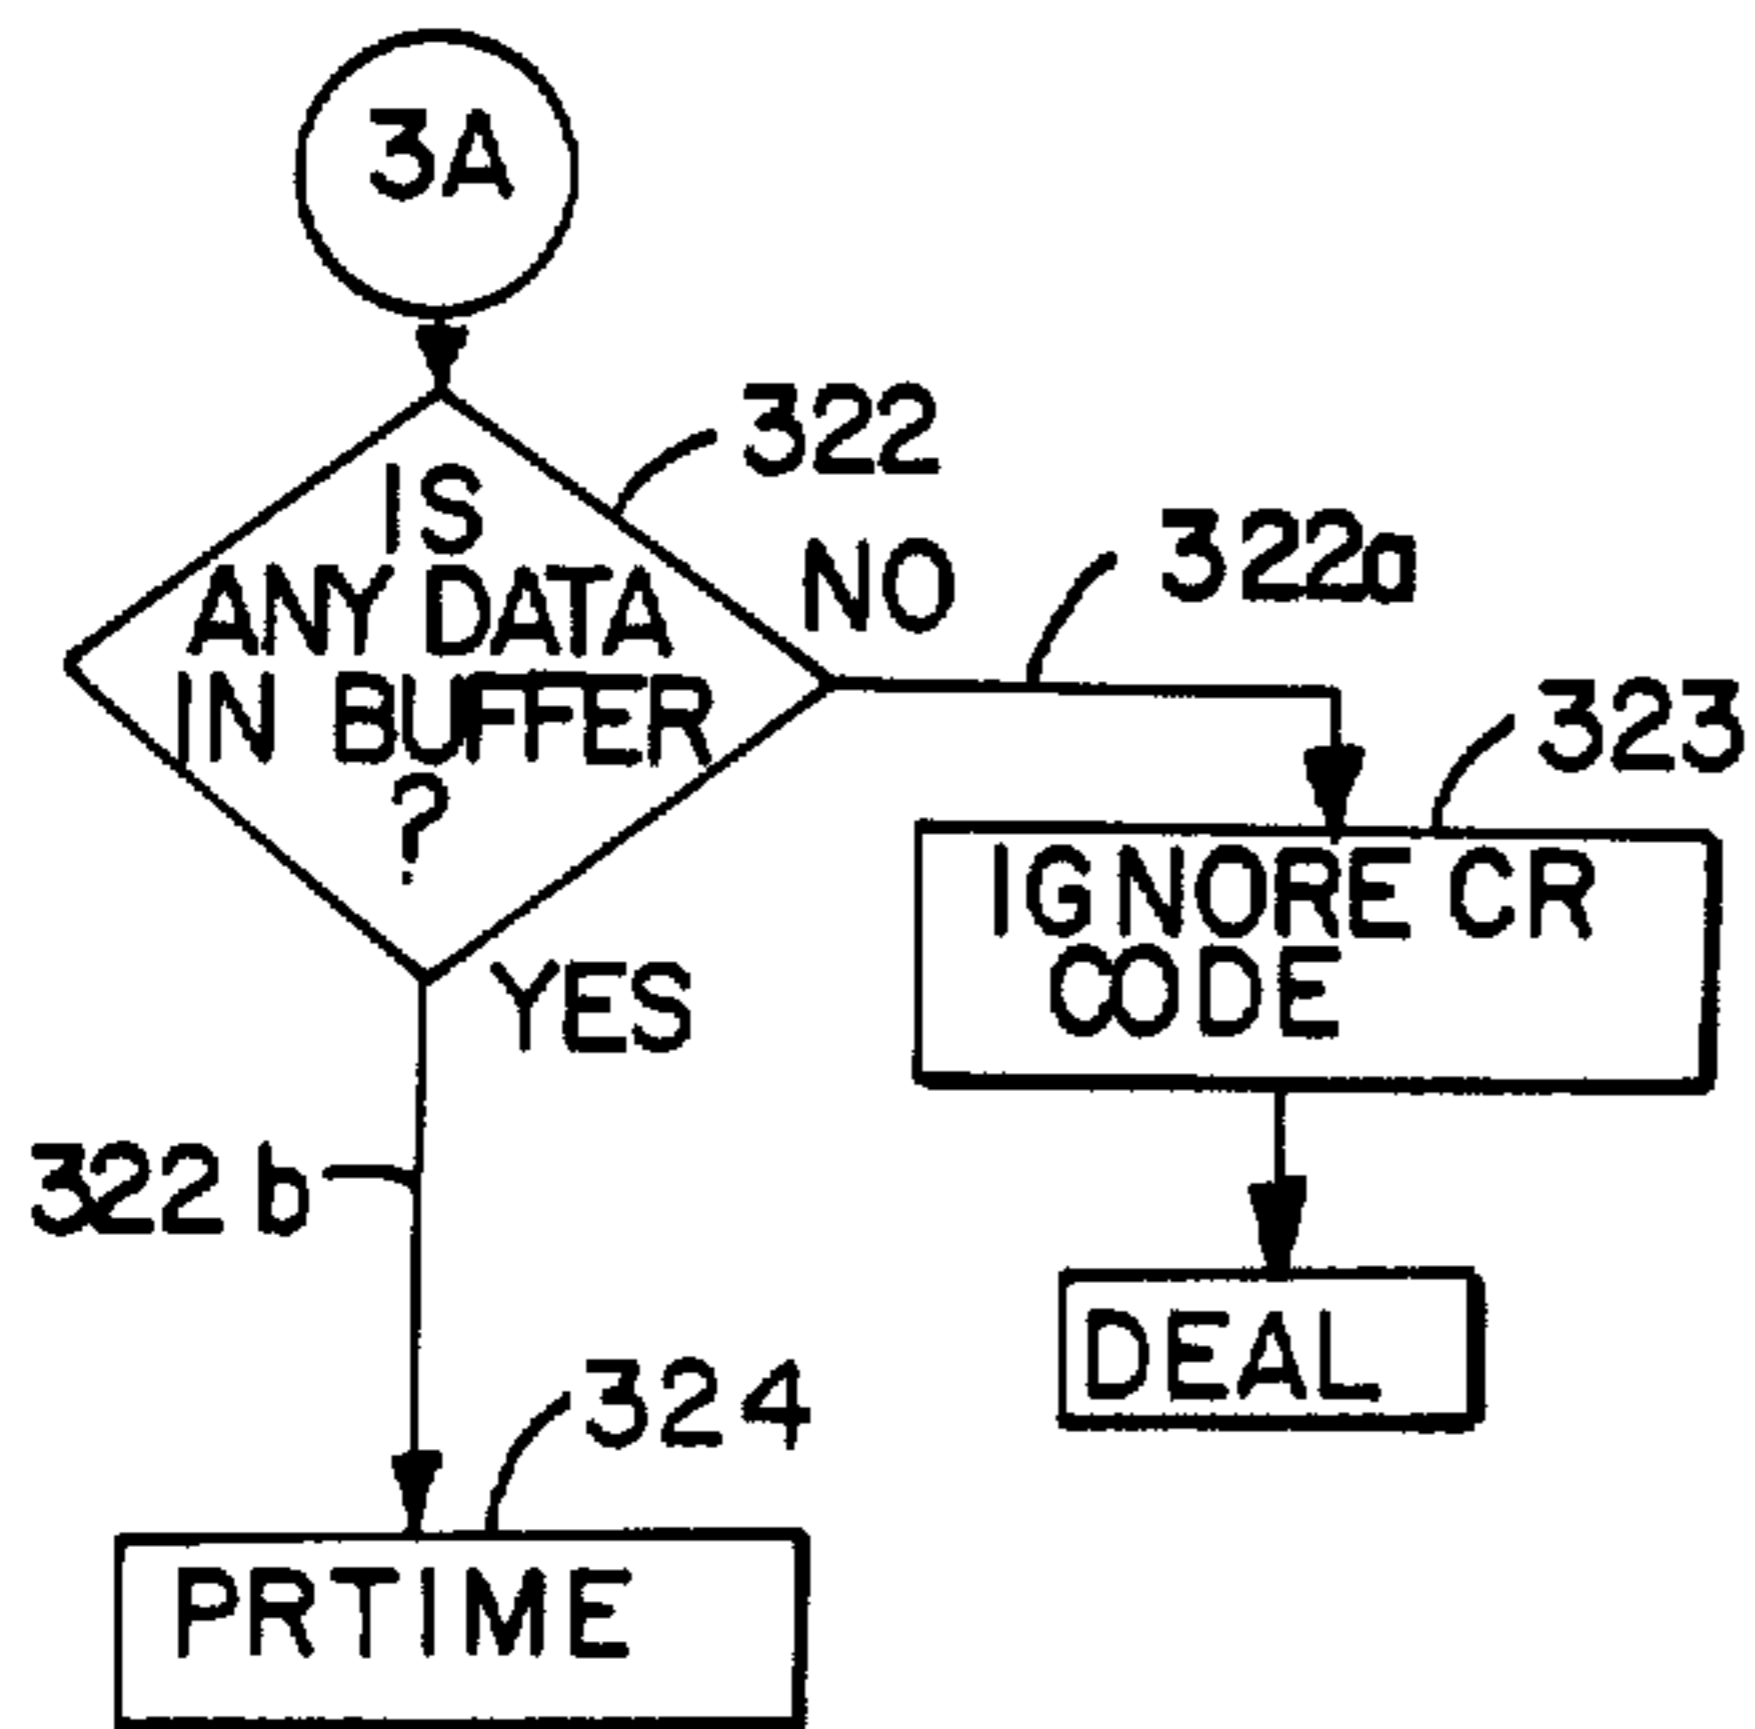 3A
322
IS
ANY DATA
IN BUFFER
?
NO
322a
323
IGNORE CR
CODE
YES
322b
DEAL
324
PRTIME